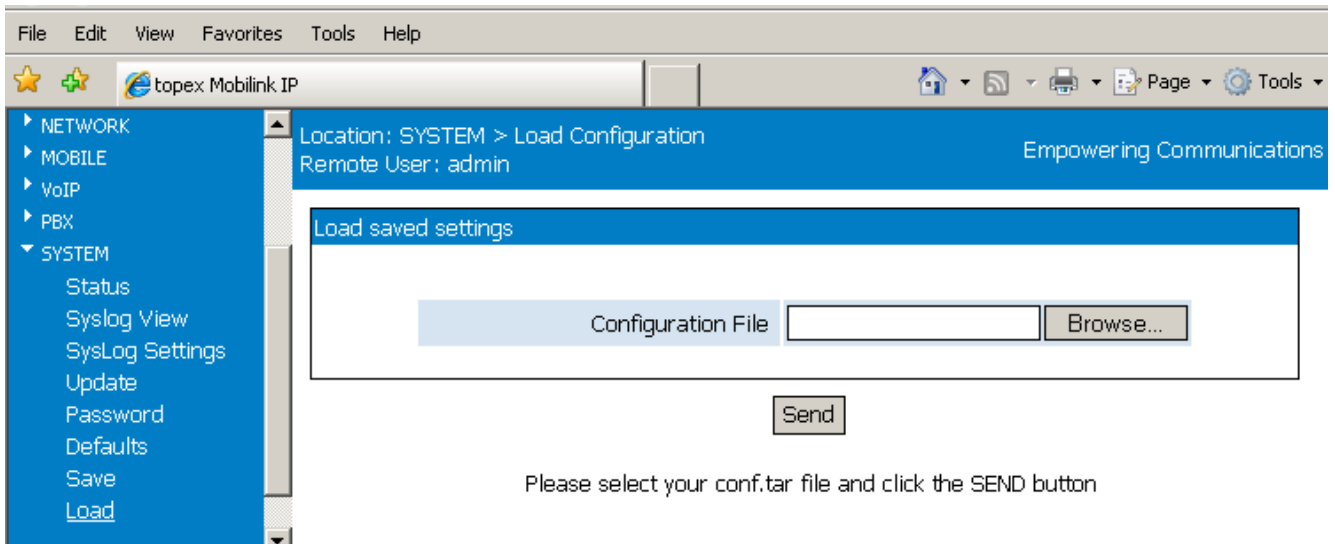 File Edit View Favorites Tools Help
topex Mobilink IP
Page Tools
NETWORK
MOBILE
VoIP
PBX
SYSTEM
Status
Syslog View
SysLog Settings
Update
Password
Defaults
Save
Load
Location: SYSTEM > Load Configuration
Remote User: admin
Empowering Communications
Load saved settings
Configuration File Browse...
Send
Please select your conf.tar file and click the SEND button